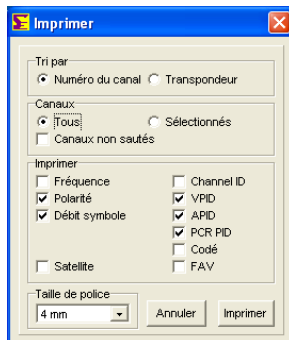 Imprimer
Tri par
Numéro du canal Transpondeur
Canaux
Tous Sélectionnés
Canaux non sautés
Imprimer
Fréquence Channel ID
Polarité VPID
Débit symbole APID
PCR PID
Codé
Satellite FAV
Taille de police
4 mm Annuler Imprimer